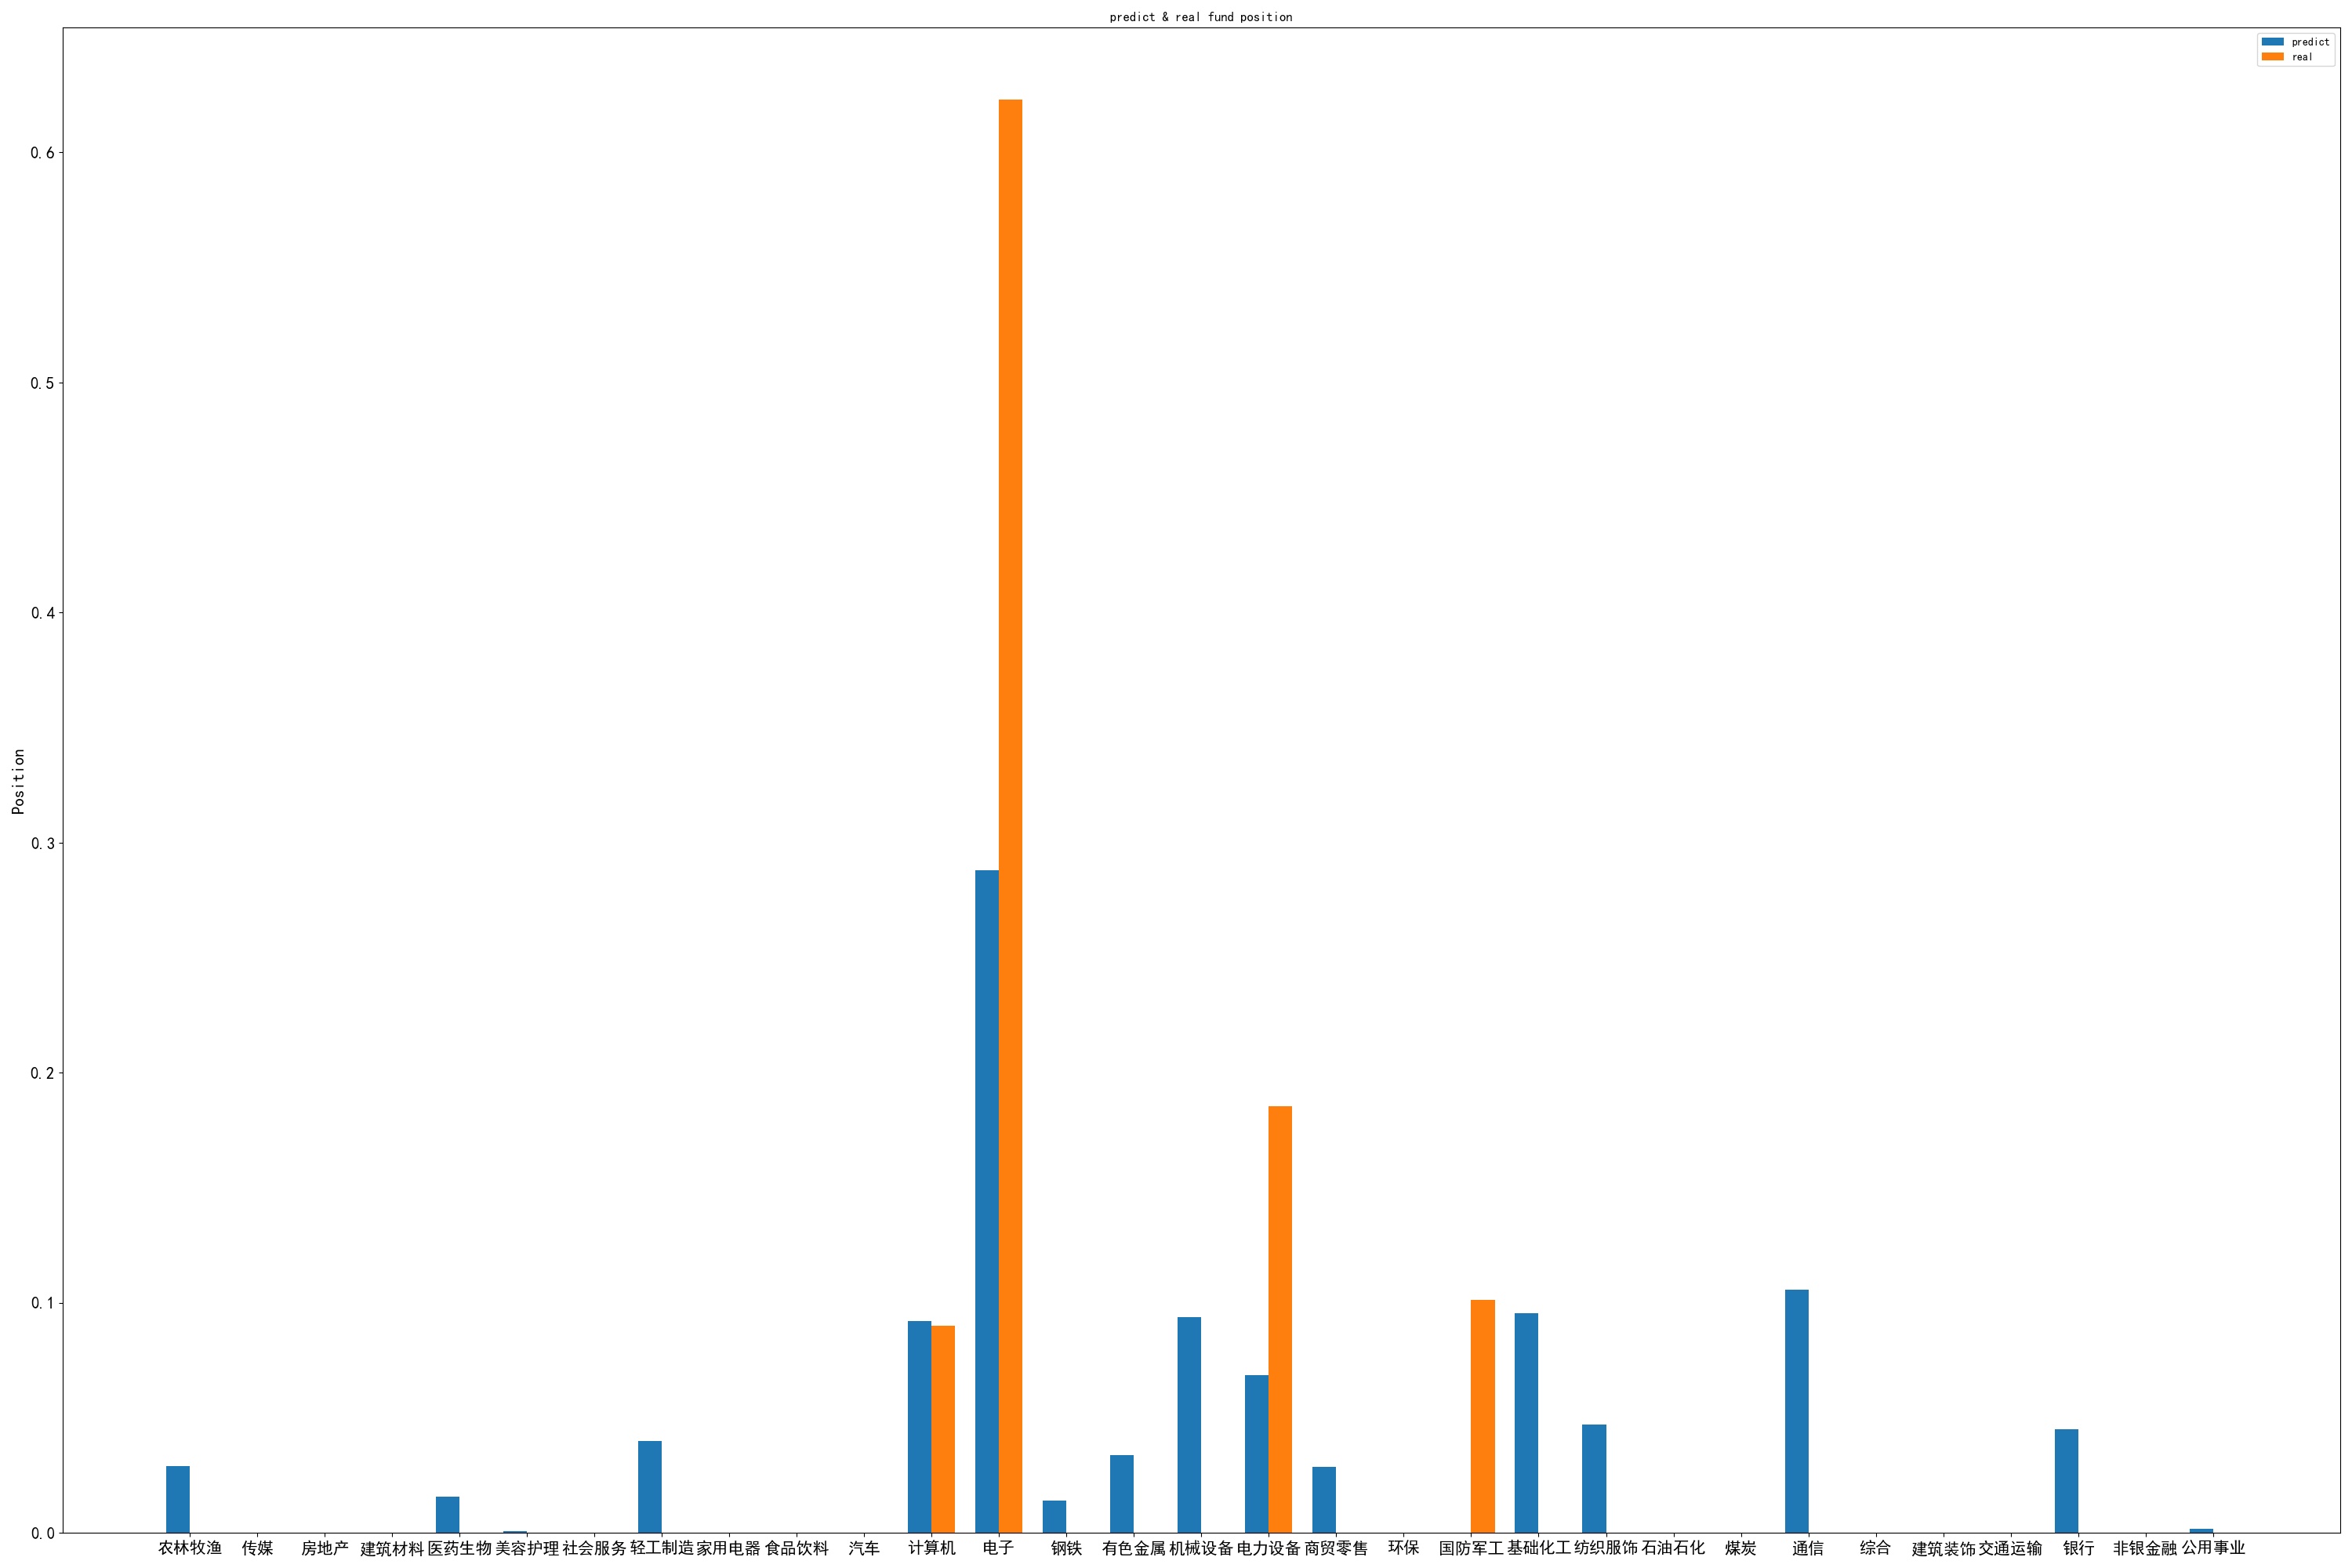 predict & real fund position
predict
real
0.6
0.5
0.4
0.3
0.2
0.1
0.0
Position
农林牧渔 传媒 房地产 建筑材料 医药生物 美容护理 社会服务 轻工制造 家用电器 食品饮料 汽车 计算机 电子 钢铁 有色金属 机械设备 电力设备 商贸零售 环保 国防军工 基础化工 纺织服饰 石油石化 煤炭 通信 综合 建筑装饰 交通运输 银行 非银金融 公用事业